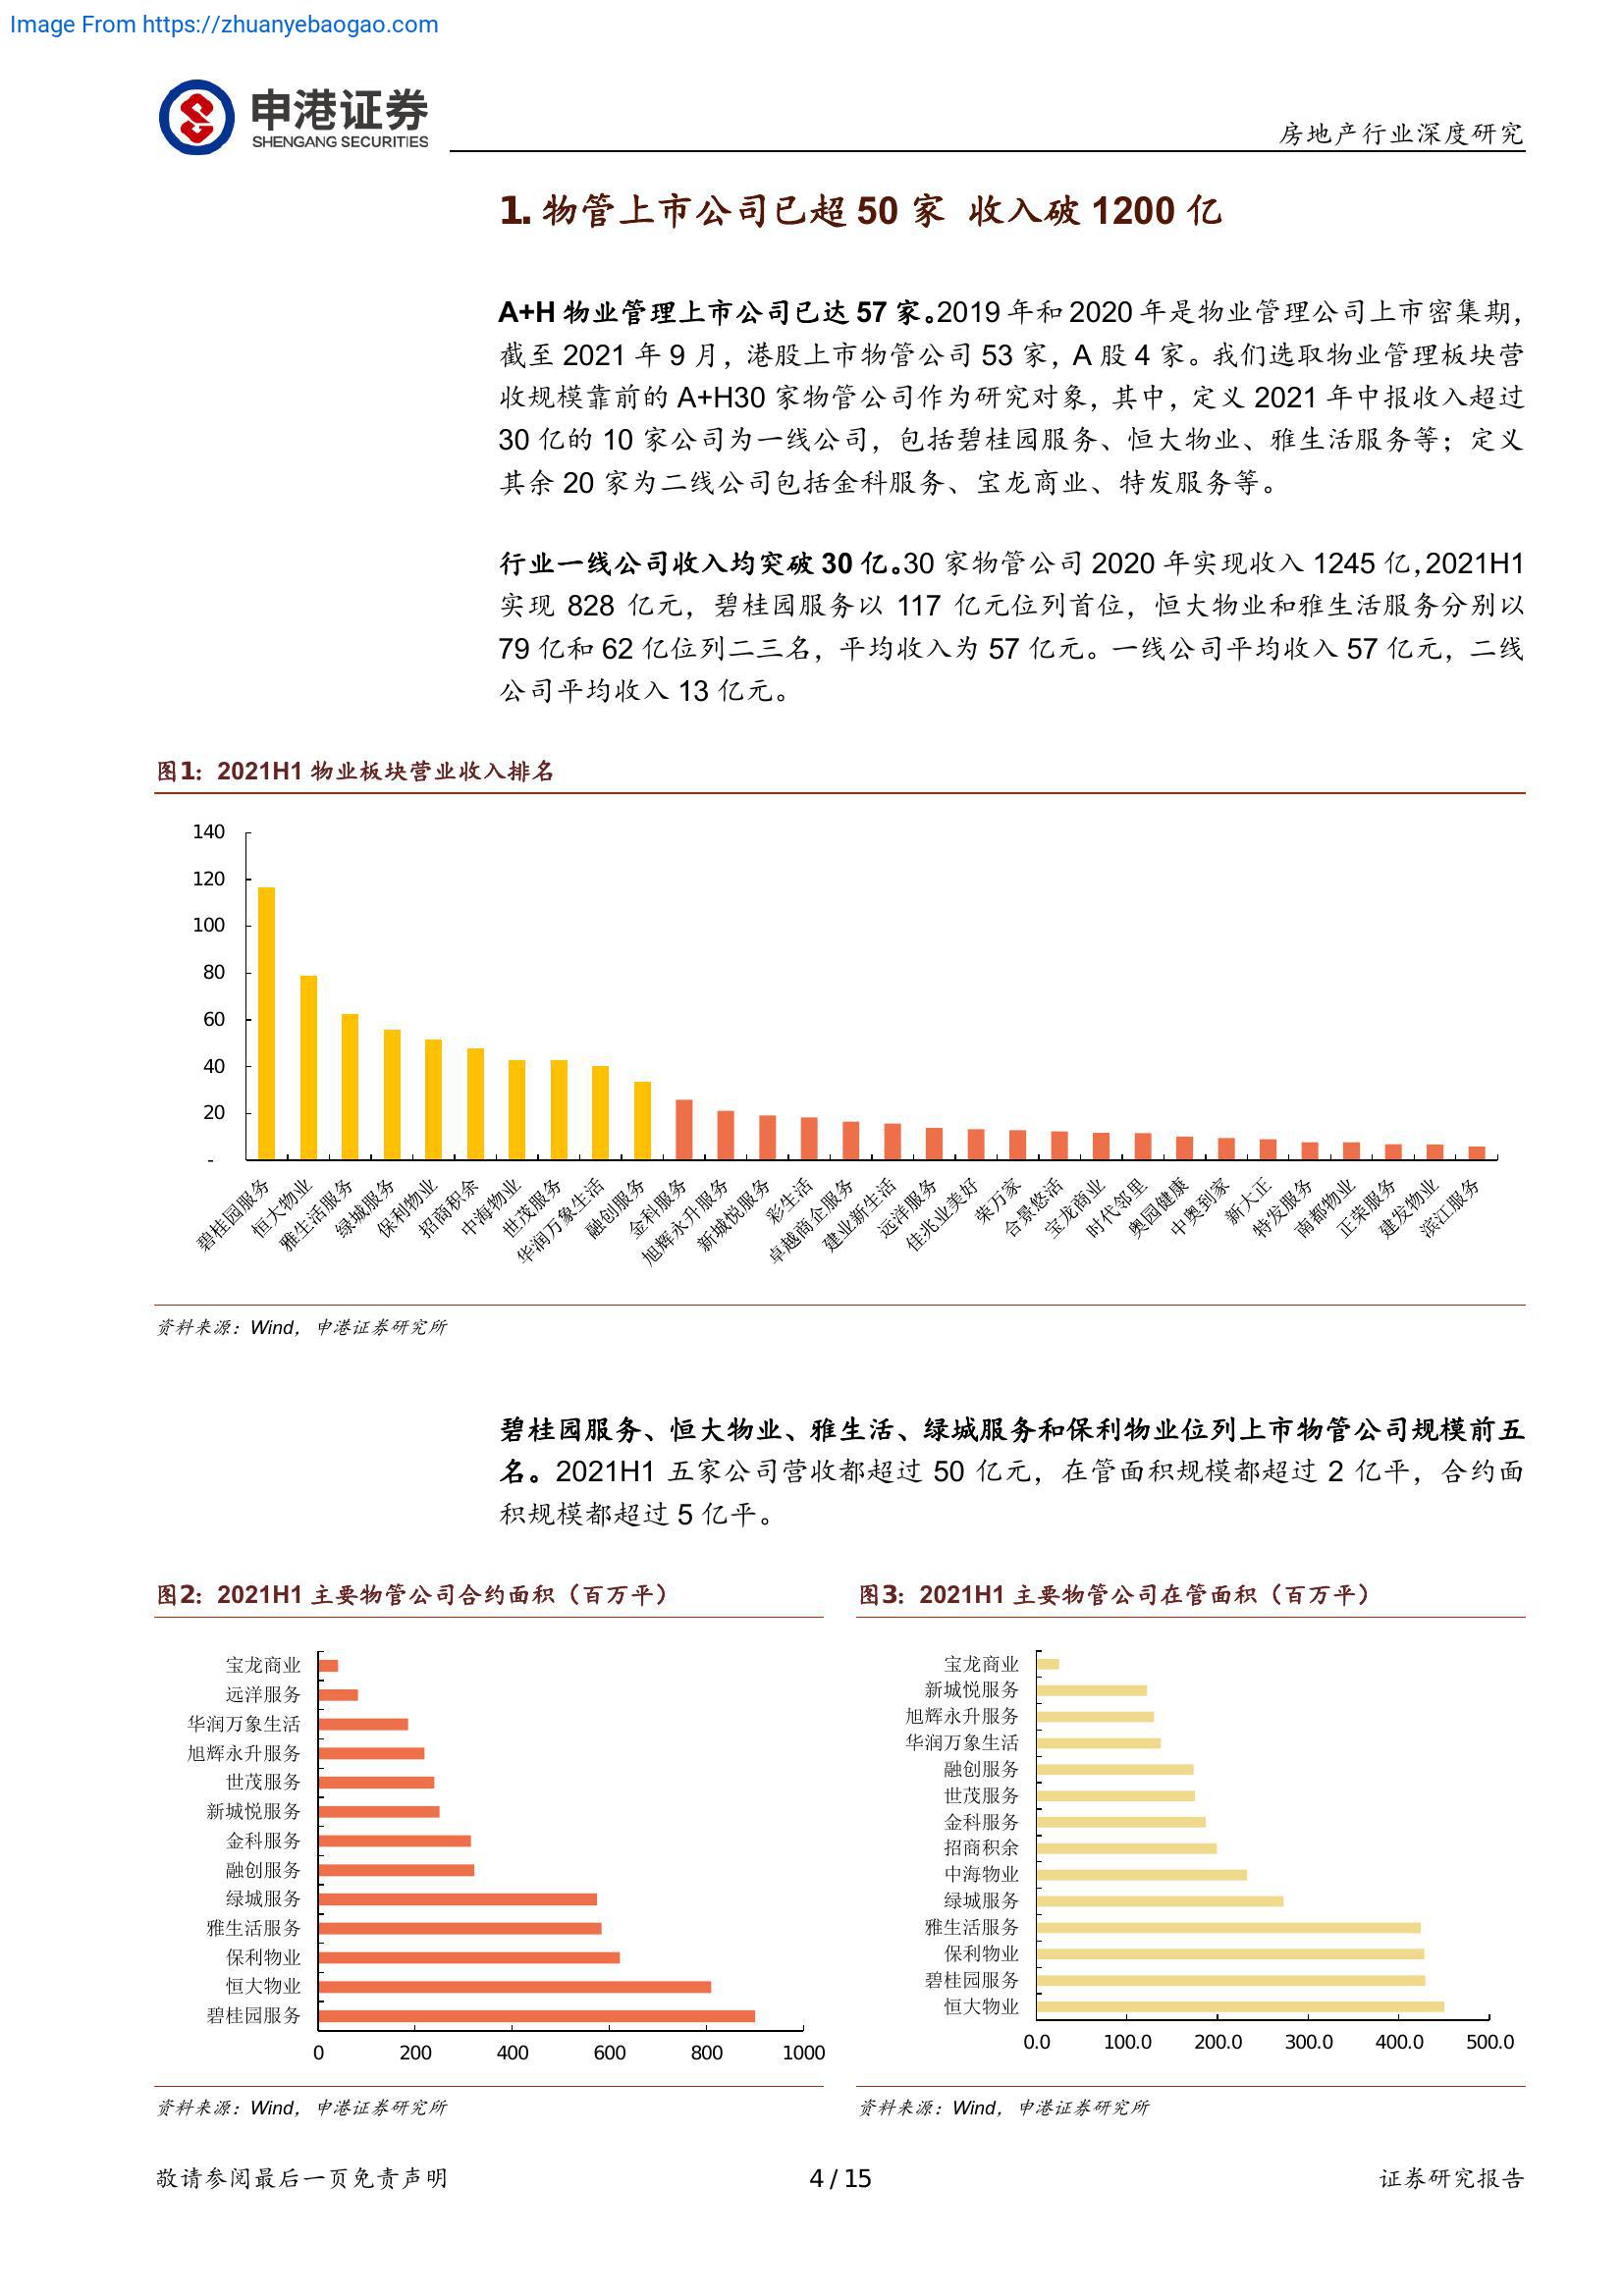 Image From https://zhuanyebaogao.com
申港证券
SHENGANG SECURITIES
房地产行业深度研究
1. 物管上市公司已超 50 家 收入破 1200 亿
A+H 物业管理上市公司已达 57 家。2019 年和 2020 年是物业管理公司上市密集期，
截至 2021 年 9 月，港股上市物管公司 53 家，A 股 4 家。我们选取物业管理板块营
收规模靠前的 A+H30 家物管公司作为研究对象，其中，定义 2021 年中报收入超过
30 亿的 10 家公司为一线公司，包括碧桂园服务、恒大物业、雅生活服务等；定义
其余 20 家为二线公司包括金科服务、宝龙商业、特发服务等。
行业一线公司收入均突破 30 亿。30 家物管公司 2020 年实现收入 1245 亿，2021H1
实现 828 亿元，碧桂园服务以 117 亿元位列首位，恒大物业和雅生活服务分别以
79 亿和 62 亿位列二三名，平均收入为 57 亿元。一线公司平均收入 57 亿元，二线
公司平均收入 13 亿元。
图1：2021H1 物业板块营业收入排名
140
120
100
80
60
40
20
-
碧桂园服务
恒大物业
雅生活服务
绿城服务
保利物业
招商积余
中海物业
世茂服务
华润万象生活
融创服务
金科服务
旭辉永升服务
新城悦服务
彩生活
卓越商企服务
建业新生活
远洋服务
佳兆业美好
荣万家
合景悠活
宝龙商业
时代邻里
奥园健康
中奥到家
新大正
特发服务
南都物业
正荣服务
建发物业
滨江服务
资料来源：Wind，申港证券研究所
碧桂园服务、恒大物业、雅生活、绿城服务和保利物业位列上市物管公司规模前五
名。2021H1 五家公司营收都超过 50 亿元，在管面积规模都超过 2 亿平，合约面
积规模都超过 5 亿平。
图2：2021H1 主要物管公司合约面积（百万平）
宝龙商业
远洋服务
华润万象生活
旭辉永升服务
世茂服务
新城悦服务
金科服务
融创服务
绿城服务
雅生活服务
保利物业
恒大物业
碧桂园服务
0 200 400 600 800 1000
资料来源：Wind，申港证券研究所
图3：2021H1 主要物管公司在管面积（百万平）
宝龙商业
新城悦服务
旭辉永升服务
华润万象生活
融创服务
世茂服务
金科服务
招商积余
中海物业
绿城服务
雅生活服务
保利物业
碧桂园服务
恒大物业
0.0 100.0 200.0 300.0 400.0 500.0
资料来源：Wind，申港证券研究所
敬请参阅最后一页免责声明
4 / 15
证券研究报告